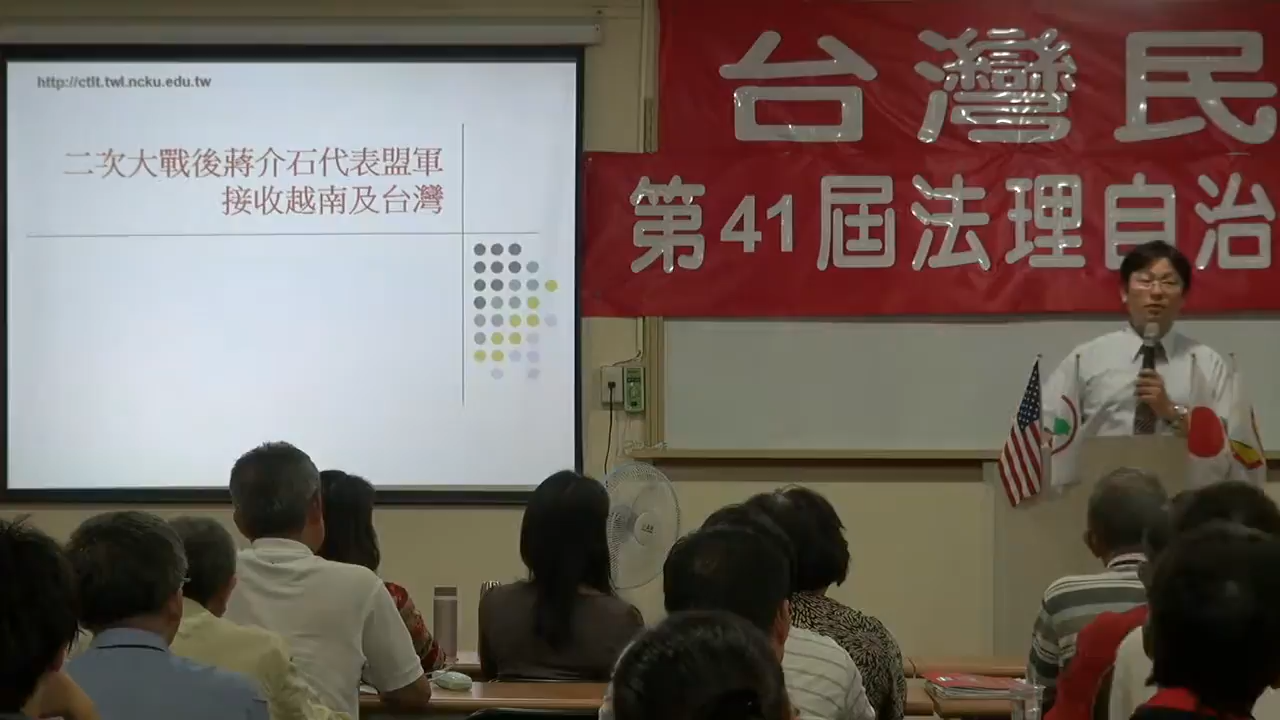 http://ctlt.twl.ncku.edu.tw
二次大戰後蔣介石代表盟軍
接收越南及台灣
台灣民
第41屆法理自治